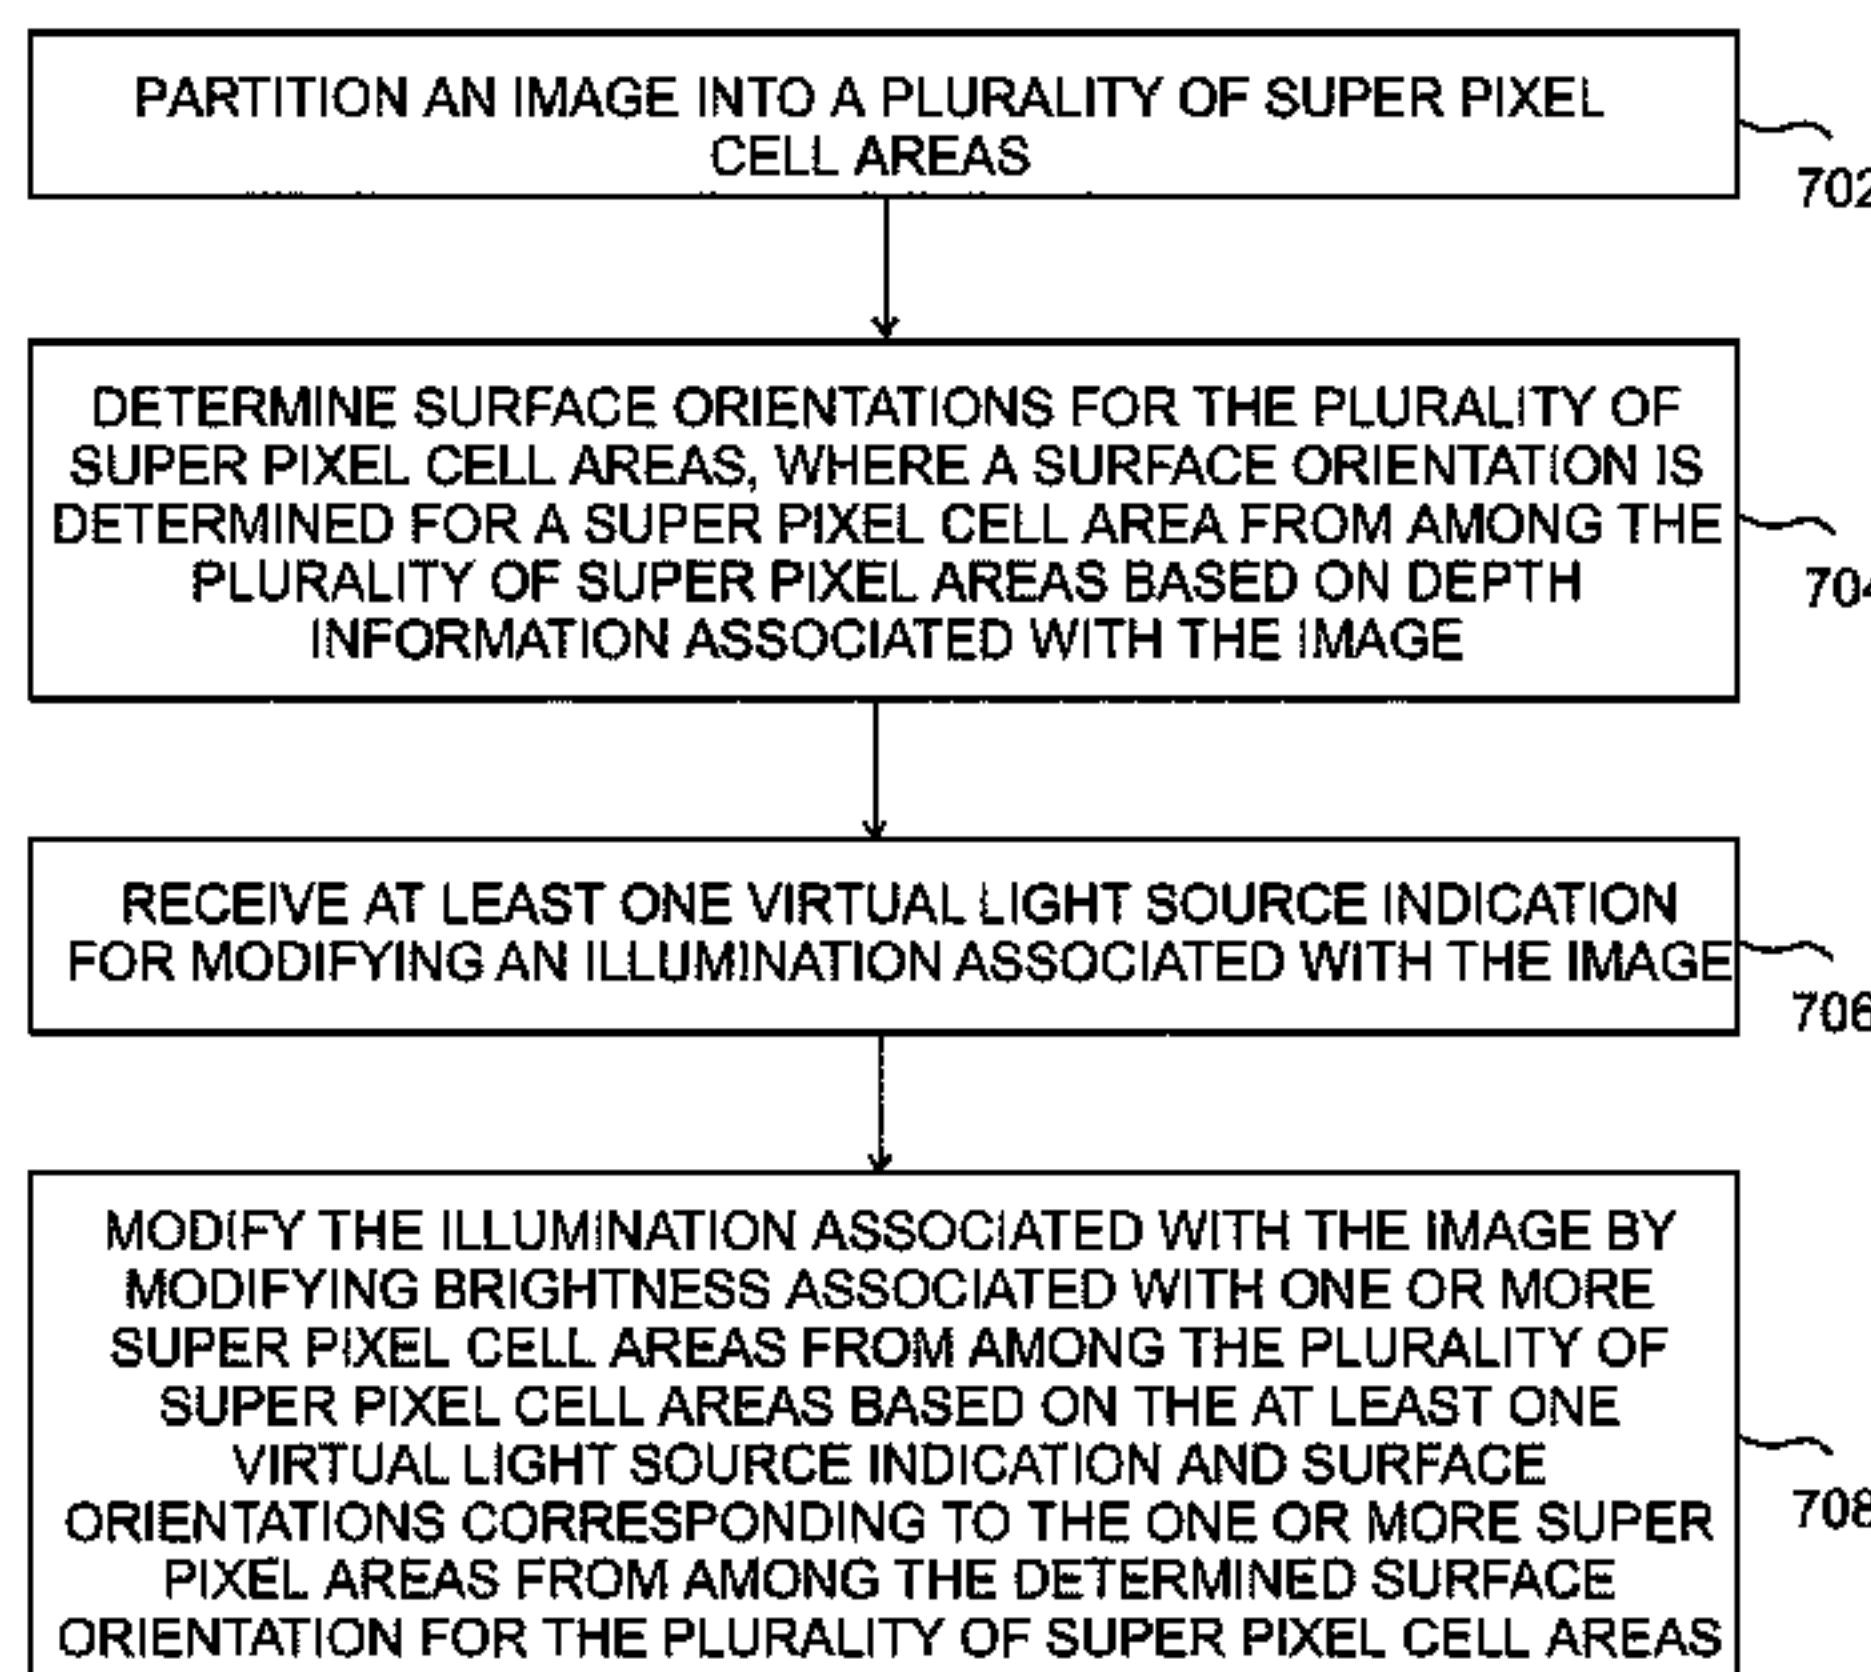 PARTITION AN IMAGE INTO A PLURALITY OF SUPER PIXEL
CELL AREAS
702
DETERMINE SURFACE ORIENTATIONS FOR THE PLURALITY OF
SUPER PIXEL CELL AREAS, WHERE A SURFACE ORIENTATION IS
DETERMINED FOR A SUPER PIXEL CELL AREA FROM AMONG THE
PLURALITY OF SUPER PIXEL AREAS BASED ON DEPTH
INFORMATION ASSOCIATED WITH THE IMAGE
704
RECEIVE AT LEAST ONE VIRTUAL LIGHT SOURCE INDICATION
FOR MODIFYING AN ILLUMINATION ASSOCIATED WITH THE IMAGE
706
MODIFY THE ILLUMINATION ASSOCIATED WITH THE IMAGE BY
MODIFYING BRIGHTNESS ASSOCIATED WITH ONE OR MORE
SUPER PIXEL CELL AREAS FROM AMONG THE PLURALITY OF
SUPER PIXEL CELL AREAS BASED ON THE AT LEAST ONE
VIRTUAL LIGHT SOURCE INDICATION AND SURFACE
ORIENTATIONS CORRESPONDING TO THE ONE OR MORE SUPER
PIXEL AREAS FROM AMONG THE DETERMINED SURFACE
ORIENTATION FOR THE PLURALITY OF SUPER PIXEL CELL AREAS
708